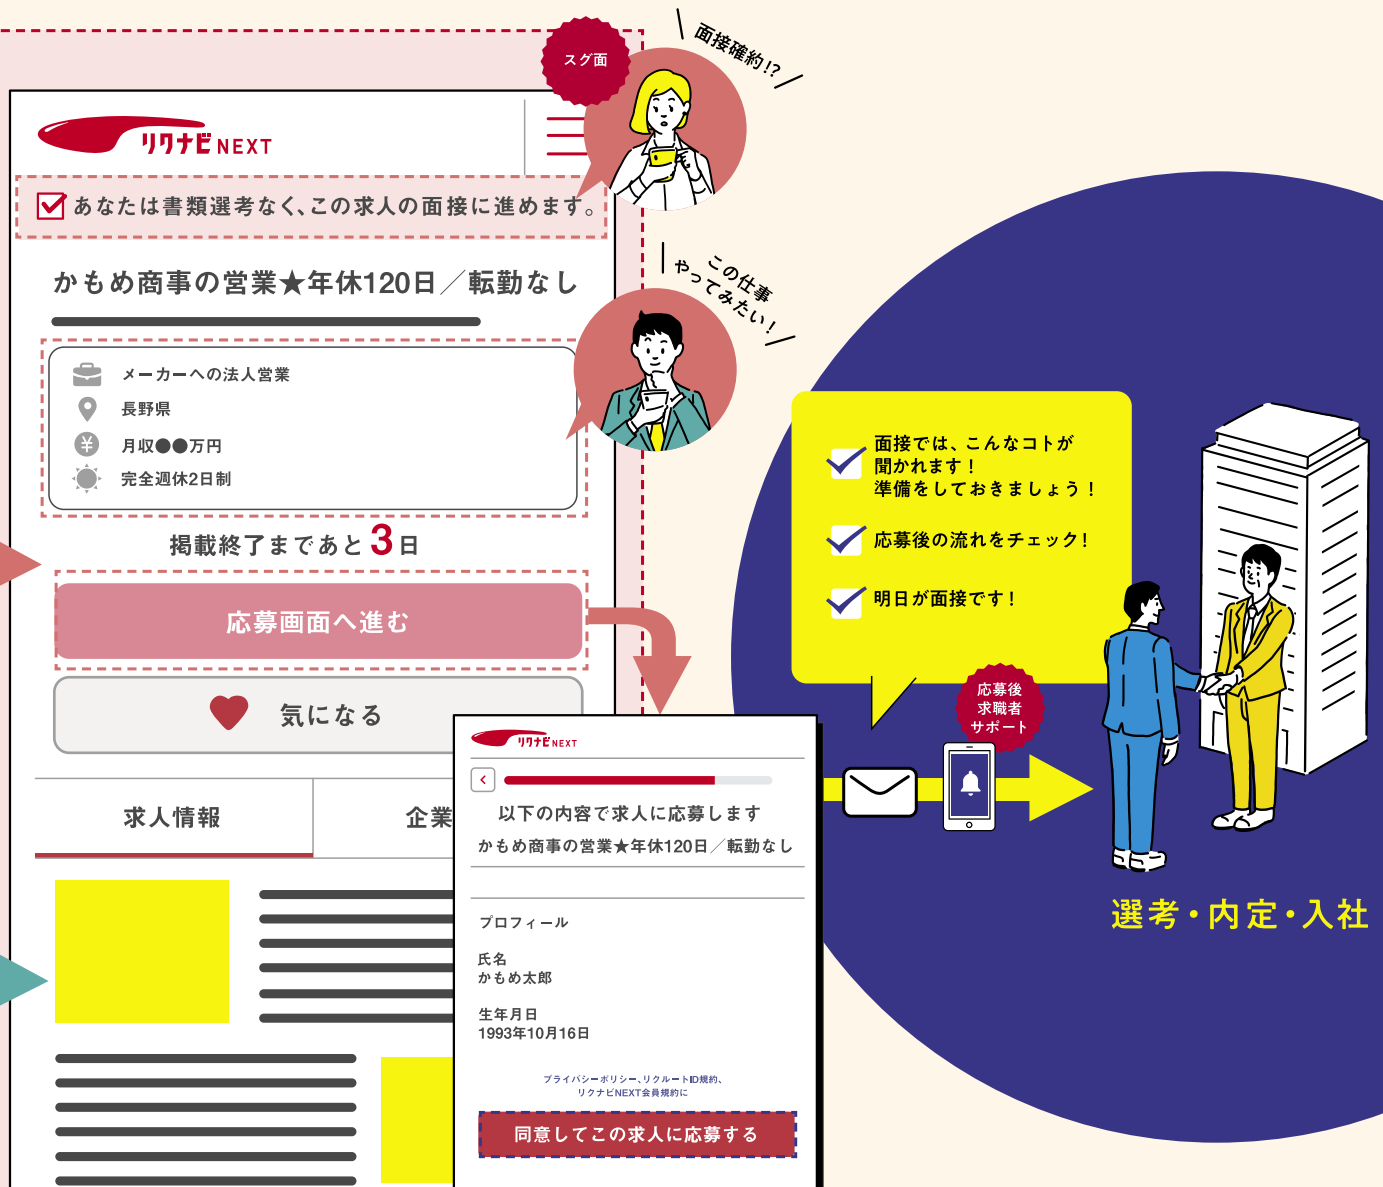 スグ面
面接確約!?
リクナビNEXT
あなたは書類選考なく、この求人の面接に進めます。
この仕事
やってみたい！
かもめ商事の営業★年休120日／転勤なし
メーカーへの法人営業
長野県
月収●●万円
完全週休2日制
掲載終了まであと3日
応募画面へ進む
気になる
求人情報
企業
リクナビNEXT
以下の内容で求人に応募します
かもめ商事の営業★年休120日／転勤なし
プロフィール
氏名
かもめ太郎
生年月日
1993年10月16日
プライバシーポリシー、リクルートID規約、
リクナビNEXT会員規約に
同意してこの求人に応募する
面接では、こんなコトが
聞かれます！
準備をしておきましょう！
応募後の流れをチェック！
明日が面接です！
応募後
求職者
サポート
選考・内定・入社